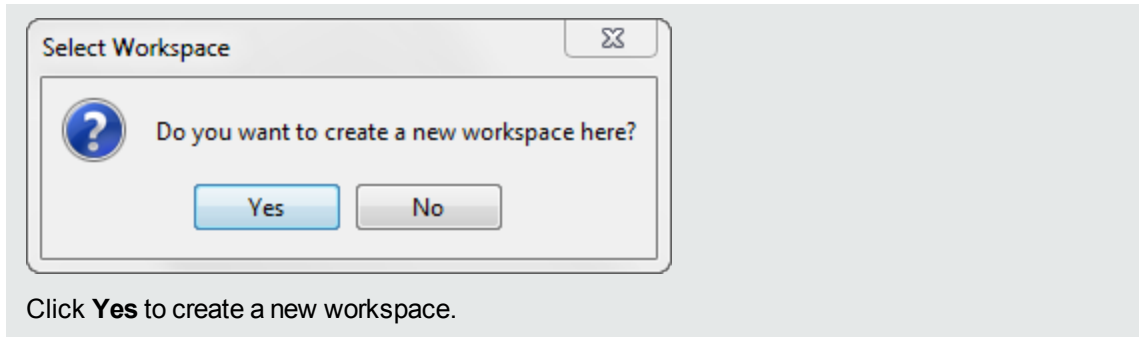 Select Workspace
Do you want to create a new workspace here?
Yes No
Click Yes to create a new workspace.